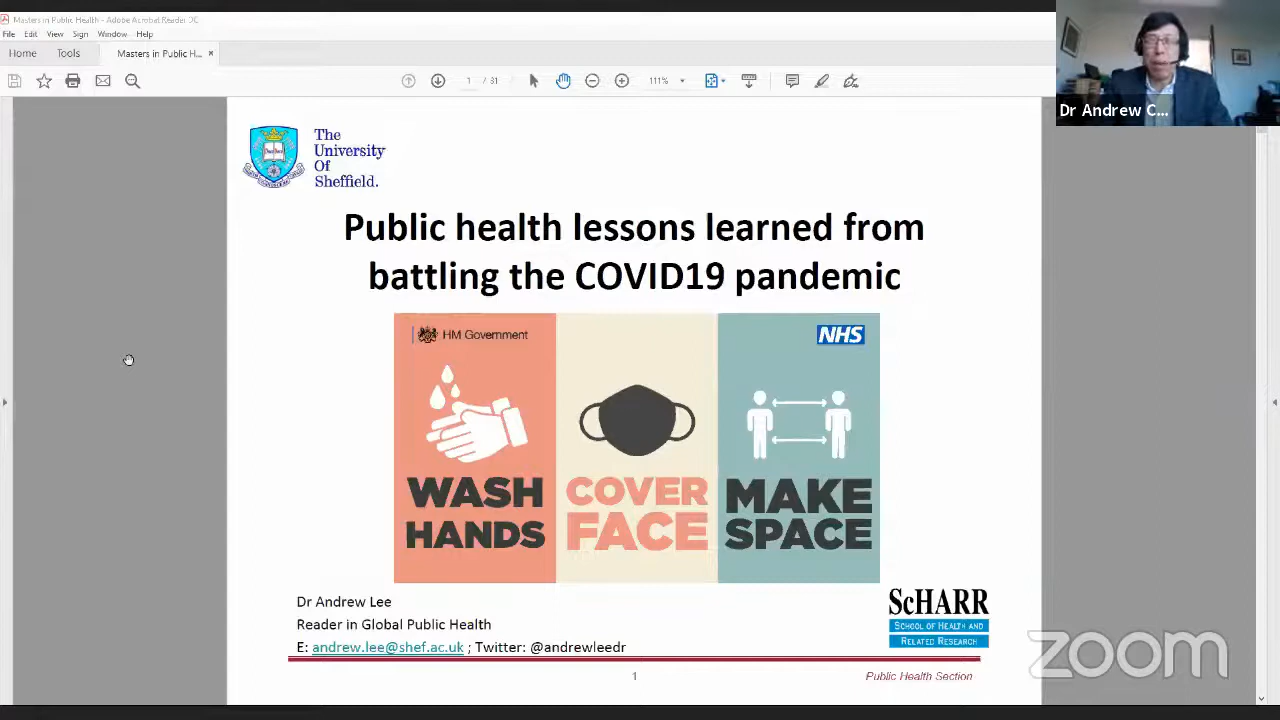 Masters in Public Health - Adobe Acrobat Reader DC
File Edit View Sign Window Help
Home Tools Masters in Public H... ×
1 / 31 111%
Dr Andrew C...
The
University
Of
Sheffield.
Public health lessons learned from
battling the COVID19 pandemic
HM Government
NHS
WASH
HANDS
COVER
FACE
MAKE
SPACE
Dr Andrew Lee
Reader in Global Public Health
E: andrew.lee@shef.ac.uk ; Twitter: @andrewleedr
ScHARR
SCHOOL OF HEALTH AND
RELATED RESEARCH
1
Public Health Section
zoom